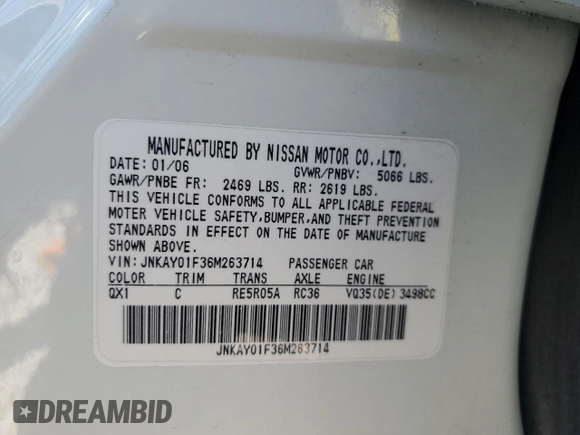 MANUFACTURED BY NISSAN MOTOR CO.,LTD.
DATE: 01/06 GVWR/PNBV: 5066 LBS.
GAWR/PNBE FR: 2469 LBS. RR: 2619 LBS.
THIS VEHICLE CONFORMS TO ALL APPLICABLE FEDERAL
MOTER VEHICLE SAFETY,BUMPER,AND THEFT PREVENTION
STANDARDS IN EFFECT ON THE DATE OF MANUFACTURE
SHOWN ABOVE.
VIN: JNKAY01F36M263714 PASSENGER CAR
COLOR TRIM TRANS AXLE ENGINE
QX1 C RE5R05A RC36 VQ35(DE) 3498CC
JNKAY01F36M263714
DREAMBID